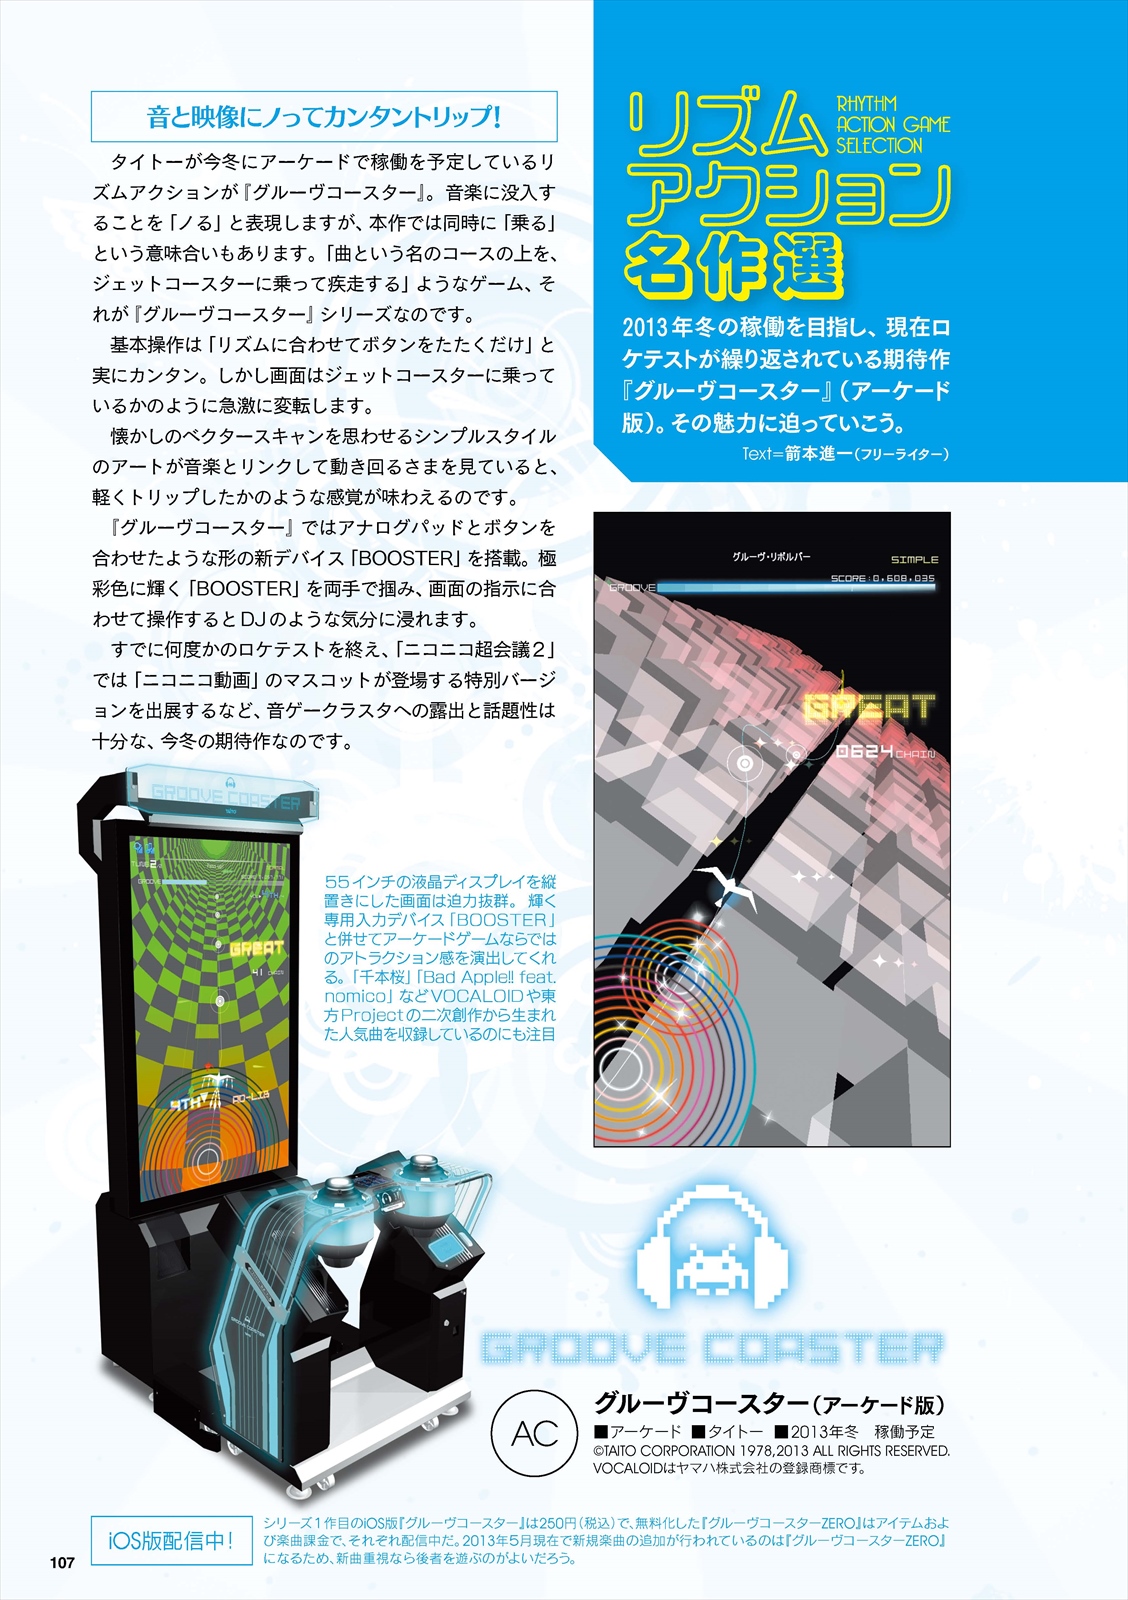 リズム
アクション
名作選
RHYTHM
ACTION GAME
SELECTION
2013年冬の稼働を目指し、現在ロ
ケテストが繰り返されている期待作
『グルーヴコースター』（アーケード
版）。その魅力に迫っていこう。
Text=箭本進一（フリーライター）
音と映像にノってカンタントリップ！
タイトーが今冬にアーケードで稼働を予定しているリ
ズムアクションが『グルーヴコースター』。音楽に没入す
ることを「ノる」と表現しますが、本作では同時に「乗る」
という意味合いもあります。「曲という名のコースの上を、
ジェットコースターに乗って疾走する」ようなゲーム、そ
れが『グルーヴコースター』シリーズなのです。
基本操作は「リズムに合わせてボタンをたたくだけ」と
実にカンタン。しかし画面はジェットコースターに乗って
いるかのように急激に変転します。
懐かしのベクタースキャンを思わせるシンプルスタイル
のアートが音楽とリンクして動き回るさまを見ていると、
軽くトリップしたかのような感覚が味わえるのです。
『グルーヴコースター』ではアナログパッドとボタンを
合わせたような形の新デバイス「BOOSTER」を搭載。極
彩色に輝く「BOOSTER」を両手で掴み、画面の指示に合
わせて操作するとDJのような気分に浸れます。
すでに何度かのロケテストを終え、「ニコニコ超会議２」
では「ニコニコ動画」のマスコットが登場する特別バージ
ョンを出展するなど、音ゲークラスタへの露出と話題性は
十分な、今冬の期待作なのです。
グルーヴ・リボルバー
SIMPLE
SCORE:0,608,035
GROOVE
GREAT
0624 CHAIN
GROOVE COASTER
TAITO
GROOVE
GREAT
41 CHAIN
AD-LIB
GROOVE COASTER
55インチの液晶ディスプレイを縦
置きにした画面は迫力抜群。輝く
専用入力デバイス「BOOSTER」
と併せてアーケードゲームならでは
のアトラクション感を演出してくれ
る。「千本桜」「Bad Apple!! feat.
nomico」などVOCALOIDや東
方Projectの二次創作から生まれ
た人気曲を収録しているのにも注目
GROOVE COASTER
AC
グルーヴコースター（アーケード版）
■アーケード ■タイトー ■2013年冬 稼働予定
©TAITO CORPORATION 1978,2013 ALL RIGHTS RESERVED.
VOCALOIDはヤマハ株式会社の登録商標です。
iOS版配信中！
シリーズ１作目のiOS版『グルーヴコースター』は250円（税込）で、無料化した『グルーヴコースターZERO』はアイテムおよ
び楽曲課金で、それぞれ配信中だ。2013年５月現在で新規楽曲の追加が行われているのは『グルーヴコースターZERO』
になるため、新曲重視なら後者を遊ぶのがよいだろう。
107